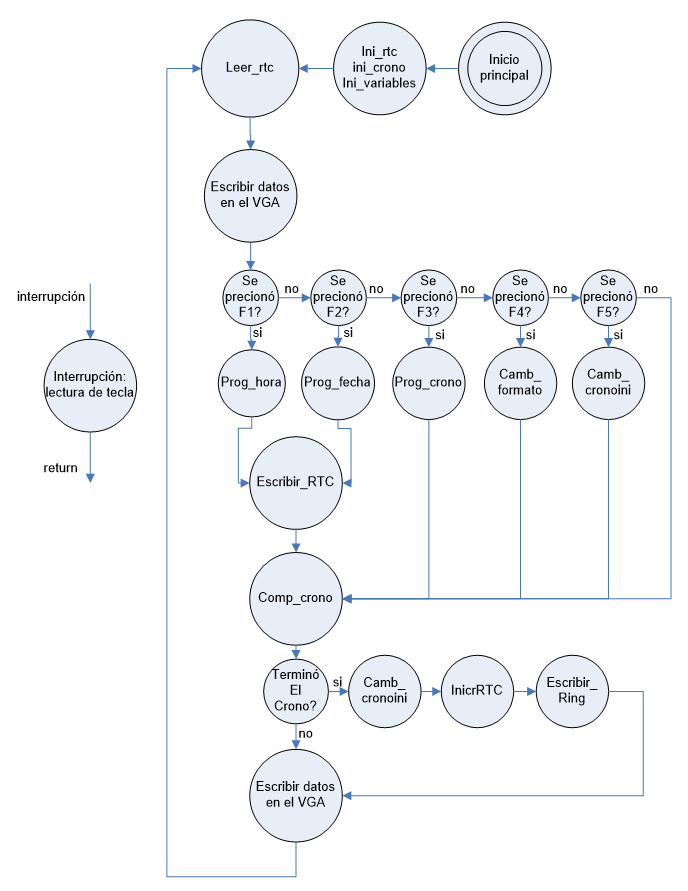 Leer_rtc
Ini_rtc
ini_crono
Ini_variables
Inicio
principal
Escribir datos
en el VGA
Se
precionó
F1?
no
Se
precionó
F2?
no
Se
precionó
F3?
no
Se
precionó
F4?
no
Se
precionó
F5?
no
si
si
si
si
si
interrupción
Interrupción:
lectura de tecla
return
Prog_hora
Prog_fecha
Prog_crono
Camb_
formato
Camb_
cronoini
Escribir_RTC
Comp_crono
Terminó
El
Crono?
si
Camb_
cronoini
InicrRTC
Escribir_
Ring
no
Escribir datos
en el VGA